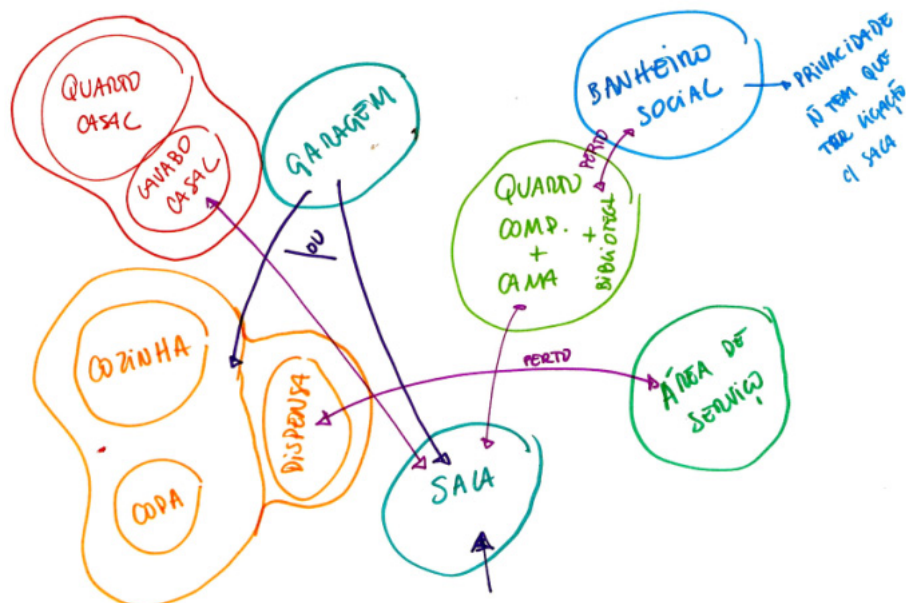 QUARTO
CASAL
LAVABO
CASAL
GARAGEM
/OU
BANHEIRO
SOCIAL
PRIVACIDADE
Ñ TEM QUE
TER LIGAÇÃO
C/ SALA
PERTO
QUARTO
COMP.
+
CAMA
+
COZINHA
COPA
DISPENSA
PERTO
ÁREA DE
SERVIÇO
SALA